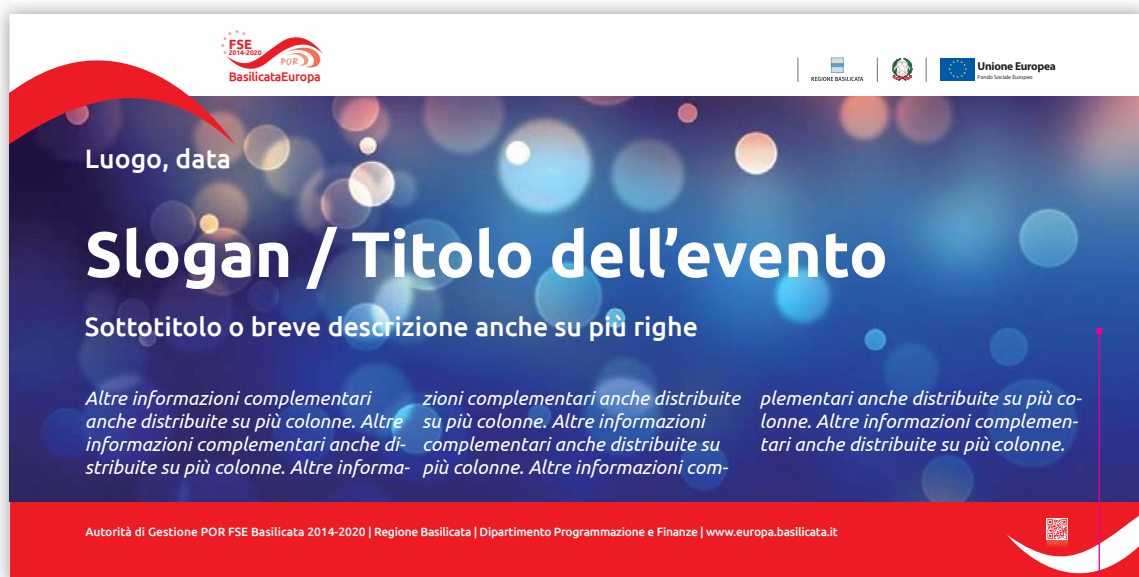 FSE
2014-2020
POR
BasilicataEuropa
REGIONE BASILICATA
Unione Europea
Fondo Sociale Europeo
Luogo, data
Slogan / Titolo dell’evento
Sottotitolo o breve descrizione anche su più righe
Altre informazioni complementari
anche distribuite su più colonne. Altre
informazioni complementari anche di-
stribuite su più colonne. Altre informa-
zioni complementari anche distribuite
su più colonne. Altre informazioni
complementari anche distribuite su
più colonne. Altre informazioni com-
plementari anche distribuite su più co-
lonne. Altre informazioni complemen-
tari anche distribuite su più colonne.
Autorità di Gestione POR FSE Basilicata 2014-2020 | Regione Basilicata | Dipartimento Programmazione e Finanze | www.europa.basilicata.it